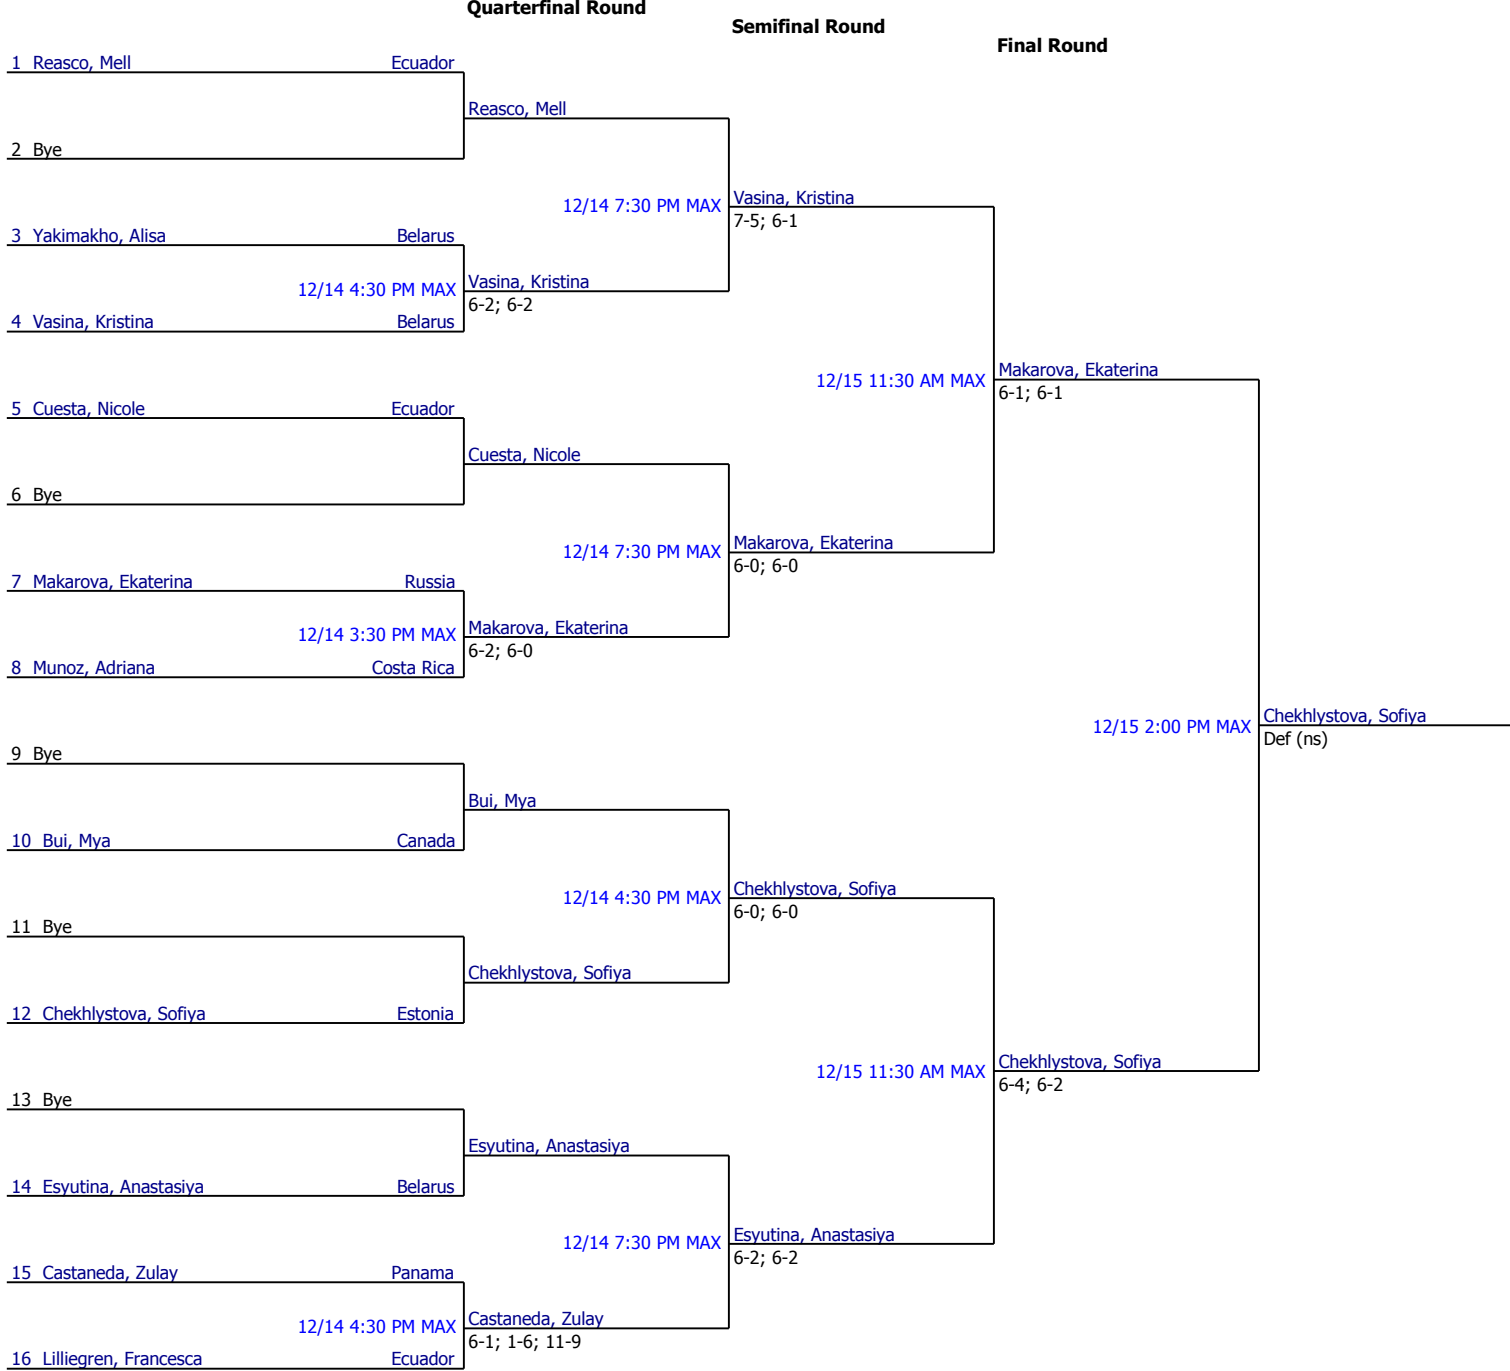 Quarterfinal Round
Semifinal Round
Final Round
1 Reasco, Mell Ecuador
Reasco, Mell
2 Bye
12/14 7:30 PM MAX Vasina, Kristina
7-5; 6-1
3 Yakimakho, Alisa Belarus
12/14 4:30 PM MAX Vasina, Kristina
6-2; 6-2
4 Vasina, Kristina Belarus
12/15 11:30 AM MAX Makarova, Ekaterina
6-1; 6-1
5 Cuesta, Nicole Ecuador
Cuesta, Nicole
6 Bye
12/14 7:30 PM MAX Makarova, Ekaterina
6-0; 6-0
7 Makarova, Ekaterina Russia
12/14 3:30 PM MAX Makarova, Ekaterina
6-2; 6-0
8 Munoz, Adriana Costa Rica
12/15 2:00 PM MAX Chekhlystova, Sofiya
Def (ns)
9 Bye
Bui, Mya
10 Bui, Mya Canada
12/14 4:30 PM MAX Chekhlystova, Sofiya
6-0; 6-0
11 Bye
Chekhlystova, Sofiya
12 Chekhlystova, Sofiya Estonia
12/15 11:30 AM MAX Chekhlystova, Sofiya
6-4; 6-2
13 Bye
Esyutina, Anastasiya
14 Esyutina, Anastasiya Belarus
12/14 7:30 PM MAX Esyutina, Anastasiya
6-2; 6-2
15 Castaneda, Zulay Panama
12/14 4:30 PM MAX Castaneda, Zulay
6-1; 1-6; 11-9
16 Lilliegren, Francesca Ecuador